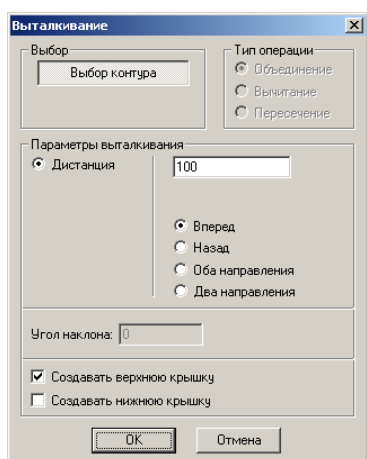 Выталкивание
Выбор
Выбор контура
Тип операции
Объединение
Вычитание
Пересечение
Параметры выталкивания
Дистанция
100
Вперед
Назад
Оба направления
Два направления
Угол наклона: 0
Создавать верхнюю крышку
Создавать нижнюю крышку
OK Отмена